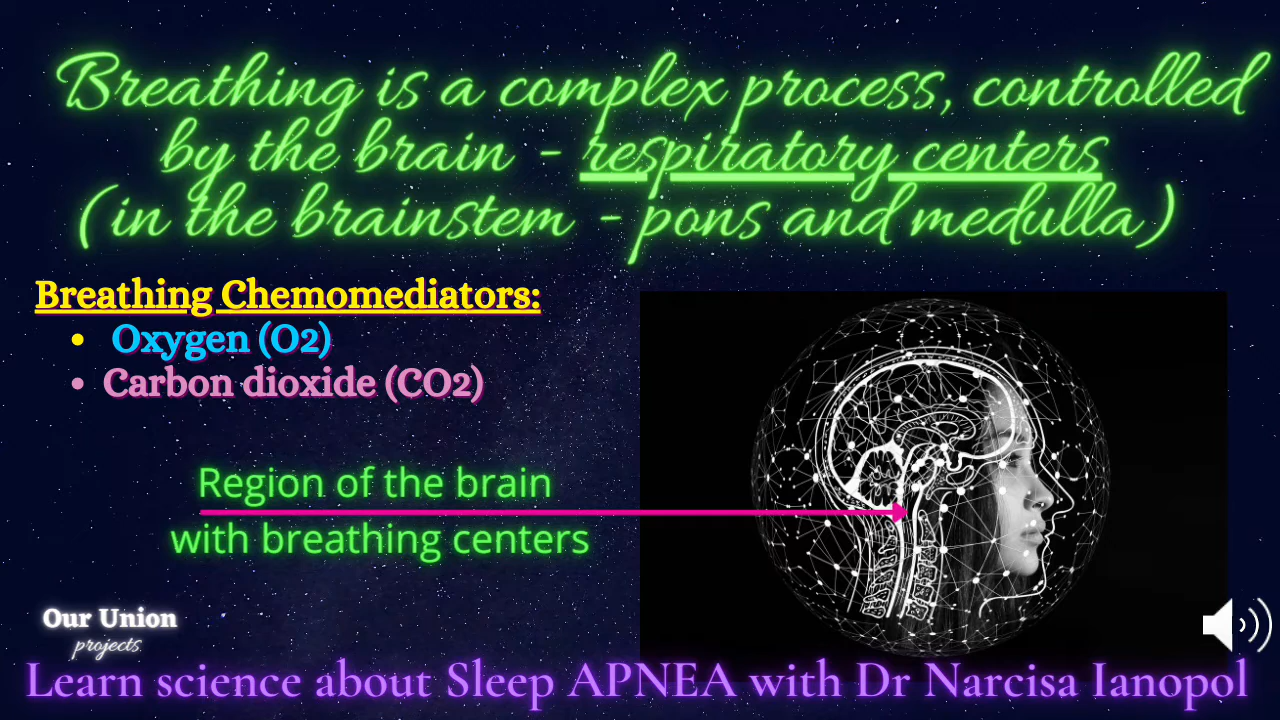 Breathing is a complex process, controlled
by the brain - respiratory centers
(in the brainstem - pons and medulla)
Breathing Chemomediators:
• Oxygen (O2)
• Carbon dioxide (CO2)
Region of the brain
with breathing centers
Our Union
projects
Learn science about Sleep APNEA with Dr Narcisa Ianopol